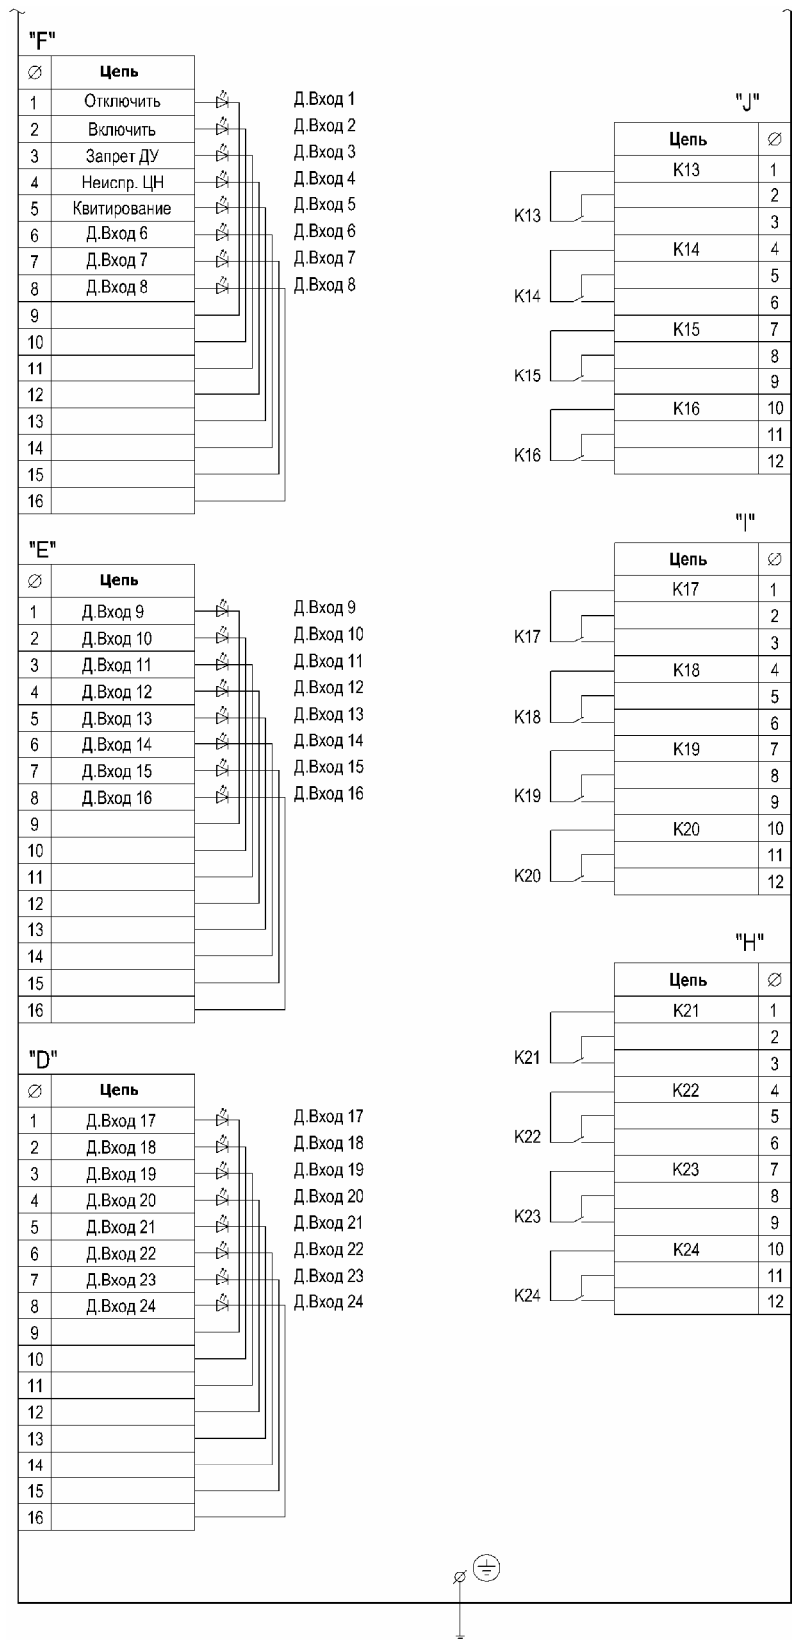 "F"
Ø Цепь
1 Отключить Д.Вход 1
2 Включить Д.Вход 2
3 Запрет ДУ Д.Вход 3
4 Неиспр. ЦН Д.Вход 4
5 Квитирование Д.Вход 5
6 Д.Вход 6 Д.Вход 6
7 Д.Вход 7 Д.Вход 7
8 Д.Вход 8 Д.Вход 8
9
10
11
12
13
14
15
16
"E"
Ø Цепь
1 Д.Вход 9 Д.Вход 9
2 Д.Вход 10 Д.Вход 10
3 Д.Вход 11 Д.Вход 11
4 Д.Вход 12 Д.Вход 12
5 Д.Вход 13 Д.Вход 13
6 Д.Вход 14 Д.Вход 14
7 Д.Вход 15 Д.Вход 15
8 Д.Вход 16 Д.Вход 16
9
10
11
12
13
14
15
16
"D"
Ø Цепь
1 Д.Вход 17 Д.Вход 17
2 Д.Вход 18 Д.Вход 18
3 Д.Вход 19 Д.Вход 19
4 Д.Вход 20 Д.Вход 20
5 Д.Вход 21 Д.Вход 21
6 Д.Вход 22 Д.Вход 22
7 Д.Вход 23 Д.Вход 23
8 Д.Вход 24 Д.Вход 24
9
10
11
12
13
14
15
16
"J"
Цепь Ø
K13 1
2
K13 3
K14 4
5
K14 6
K15 7
8
K15 9
K16 10
11
K16 12
"I"
Цепь Ø
K17 1
2
K17 3
K18 4
5
K18 6
K19 7
8
K19 9
K20 10
11
K20 12
"H"
Цепь Ø
K21 1
2
K21 3
K22 4
5
K22 6
K23 7
8
K23 9
K24 10
11
K24 12